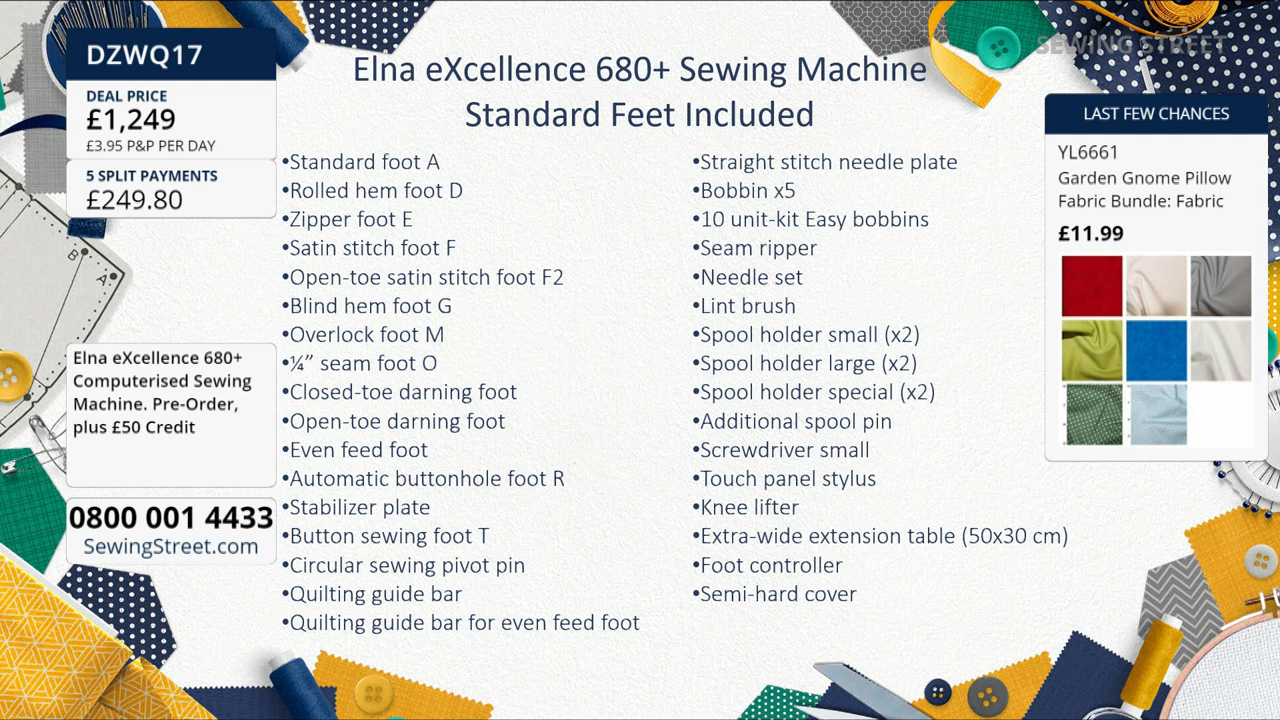 DZWQ17
DEAL PRICE
£1,249
£3.95 P&P PER DAY
5 SPLIT PAYMENTS
£249.80
Elna eXcellence 680+
Computerised Sewing
Machine. Pre-Order,
plus £50 Credit
0800 001 4433
SewingStreet.com
Elna eXcellence 680+ Sewing Machine
Standard Feet Included
•Standard foot A
•Rolled hem foot D
•Zipper foot E
•Satin stitch foot F
•Open-toe satin stitch foot F2
•Blind hem foot G
•Overlock foot M
•¼” seam foot O
•Closed-toe darning foot
•Open-toe darning foot
•Even feed foot
•Automatic buttonhole foot R
•Stabilizer plate
•Button sewing foot T
•Circular sewing pivot pin
•Quilting guide bar
•Quilting guide bar for even feed foot
•Straight stitch needle plate
•Bobbin x5
•10 unit-kit Easy bobbins
•Seam ripper
•Needle set
•Lint brush
•Spool holder small (x2)
•Spool holder large (x2)
•Spool holder special (x2)
•Additional spool pin
•Screwdriver small
•Touch panel stylus
•Knee lifter
•Extra-wide extension table (50x30 cm)
•Foot controller
•Semi-hard cover
SEWING STREET
LAST FEW CHANCES
YL6661
Garden Gnome Pillow
Fabric Bundle: Fabric
£11.99
B
A